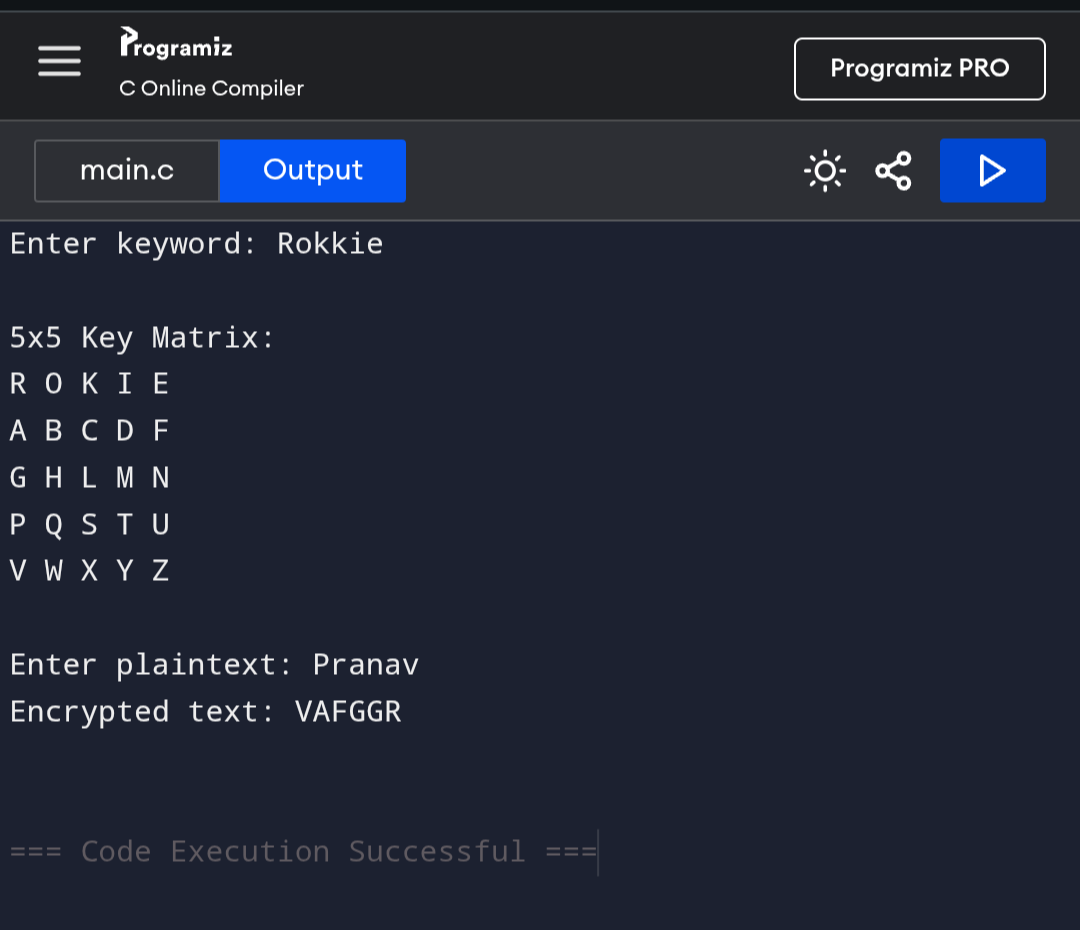 Programiz
C Online Compiler
Programiz PRO
main.c
Output
Enter keyword: Rokkie
5x5 Key Matrix:
R O K I E
A B C D F
G H L M N
P Q S T U
V W X Y Z
Enter plaintext: Pranav
Encrypted text: VAFGGR
=== Code Execution Successful ===